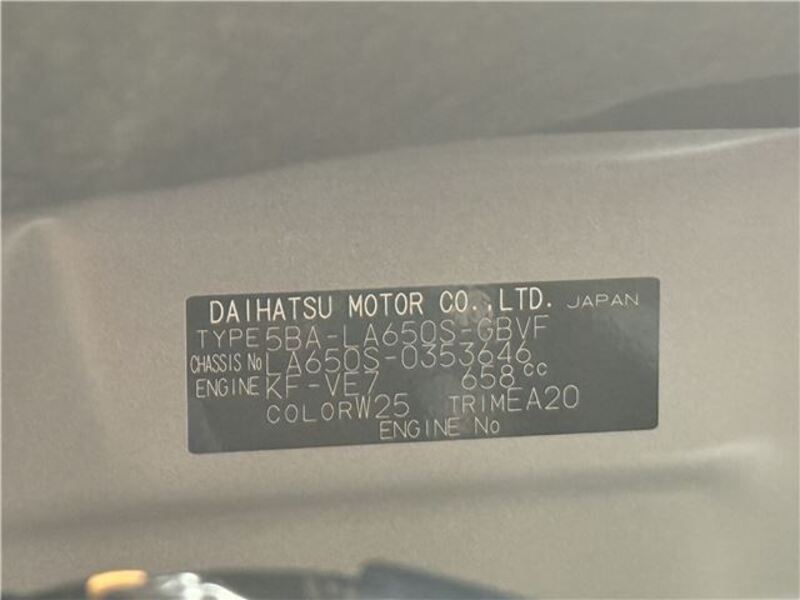 DAIHATSU MOTOR CO.,LTD. JAPAN
TYPE 5BA-LA650S-GBVF
CHASSIS No LA650S-0353646
ENGINE KF-VE7 658cc
COLOR W25 TRIM EA20
ENGINE No